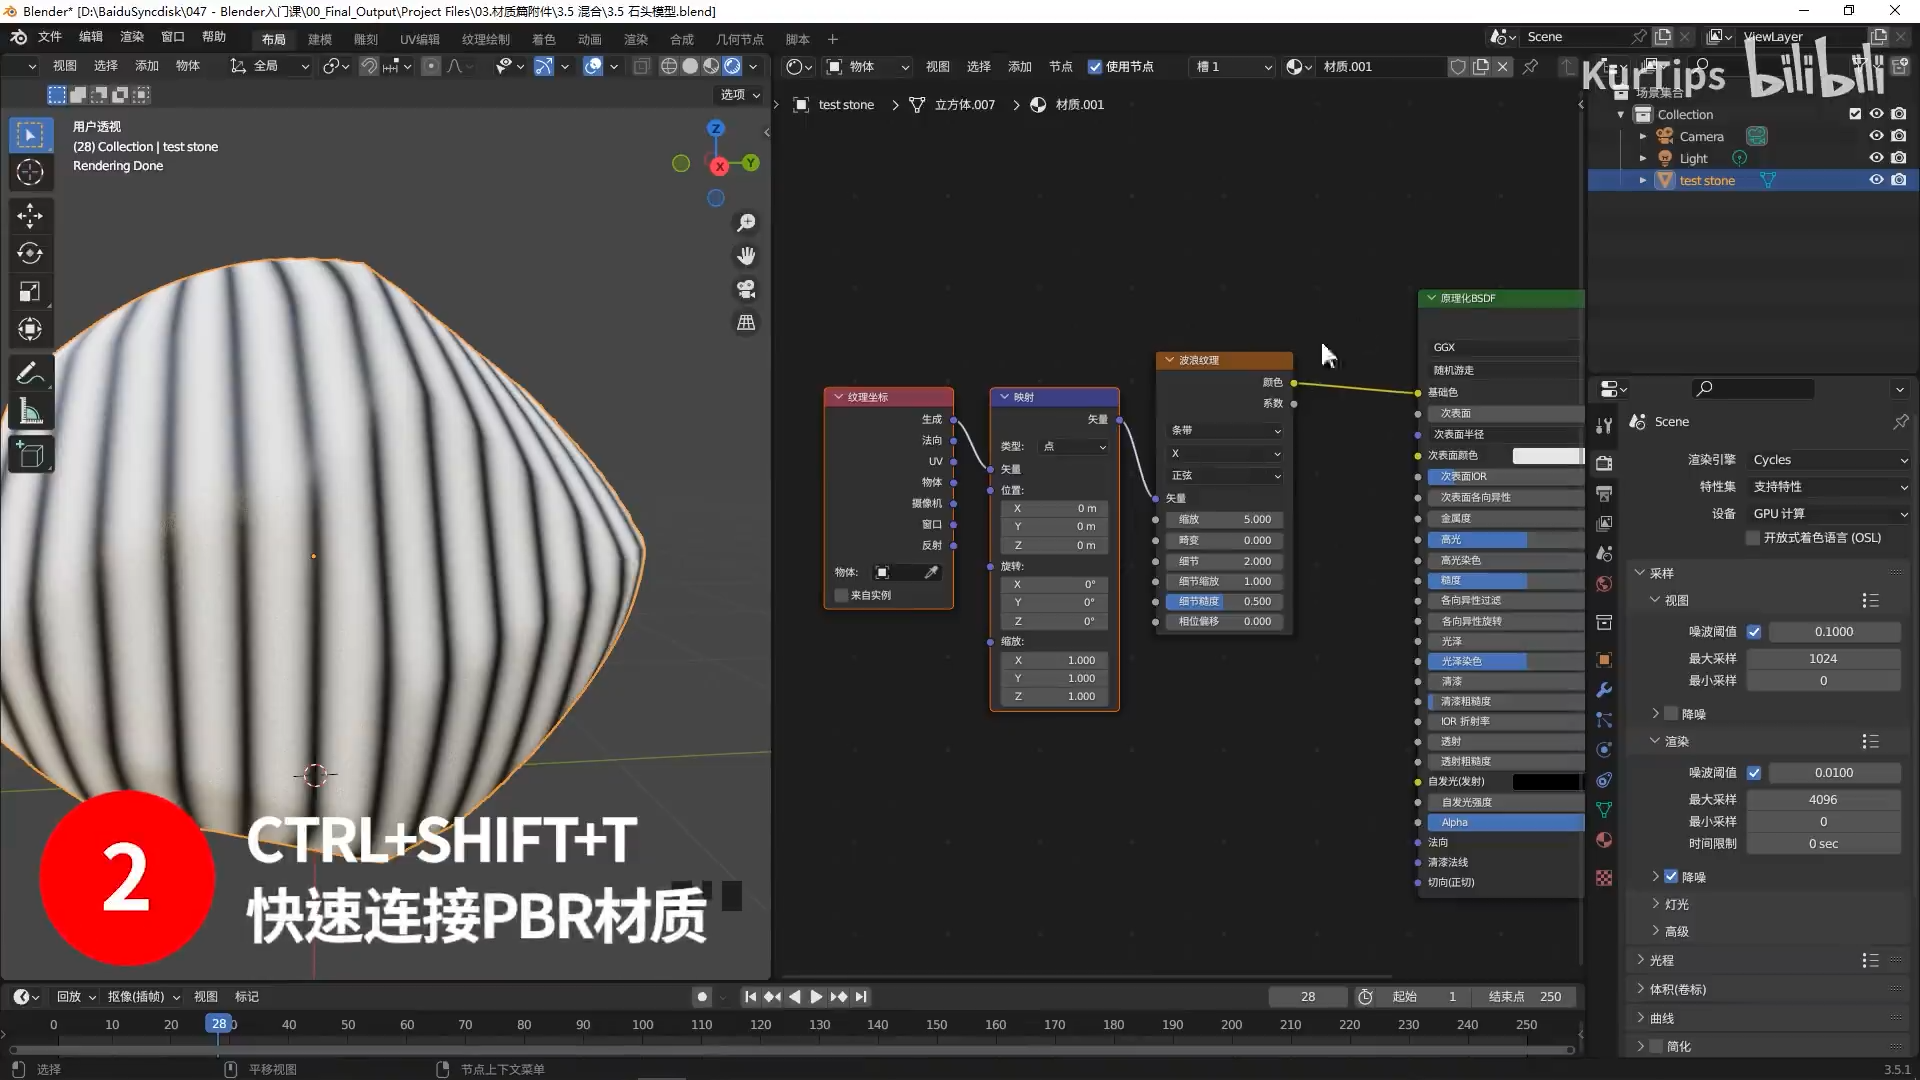 Blender* [D:\BaiduSyncdisk\047 - Blender入门课\00_Final_Output\Project Files\03.材质篇附件\3.5 混合\3.5 石头模型.blend]
文件 编辑 渲染 窗口 帮助 布局 建模 雕刻 UV编辑 纹理绘制 着色 动画 渲染 合成 几何节点 脚本 + Scene ViewLayer
视图 选择 添加 物体 全局 物体 视图 选择 添加 节点 使用节点 槽 1 材质.001
KurTips bilibili
选项
test stone > 立方体.007 > 材质.001
用户透视
(28) Collection | test stone
Rendering Done
Z
Y
X
场景集合
Collection
Camera
Light
test stone
纹理坐标
生成
法向
UV
物体
摄像机
窗口
反射
物体:
来自实例
映射
矢量
类型: 点
矢量
位置:
X 0 m
Y 0 m
Z 0 m
旋转:
X 0°
Y 0°
Z 0°
缩放:
X 1.000
Y 1.000
Z 1.000
波浪纹理
颜色
系数
条带
X
正弦
矢量
缩放 5.000
畸变 0.000
细节 2.000
细节缩放 1.000
细节糙度 0.500
相位偏移 0.000
原理化BSDF
GGX
随机游走
基础色
次表面
次表面半径
次表面颜色
次表面IOR
次表面各向异性
金属度
高光
高光染色
糙度
各向异性过滤
各向异性旋转
光泽
光泽染色
清漆
清漆粗糙度
IOR 折射率
透射
透射粗糙度
自发光(发射)
自发光强度
Alpha
法向
清漆法线
切向(正切)
Scene
渲染引擎 Cycles
特性集 支持特性
设备 GPU 计算
开放式着色语言 (OSL)
采样
视图
噪波阈值 0.1000
最大采样 1024
最小采样 0
降噪
渲染
噪波阈值 0.0100
最大采样 4096
最小采样 0
时间限制 0 sec
降噪
灯光
高级
光程
体积(卷标)
曲线
简化
2
CTRL+SHIFT+T
快速连接PBR材质
回放 抠像(插帧) 视图 标记 28 起始 1 结束点 250
0 10 20 28 0 40 50 60 70 80 90 100 110 120 130 140 150 160 170 180 190 200 210 220 230 240 250
选择 平移视图 节点上下文菜单 3.5.1